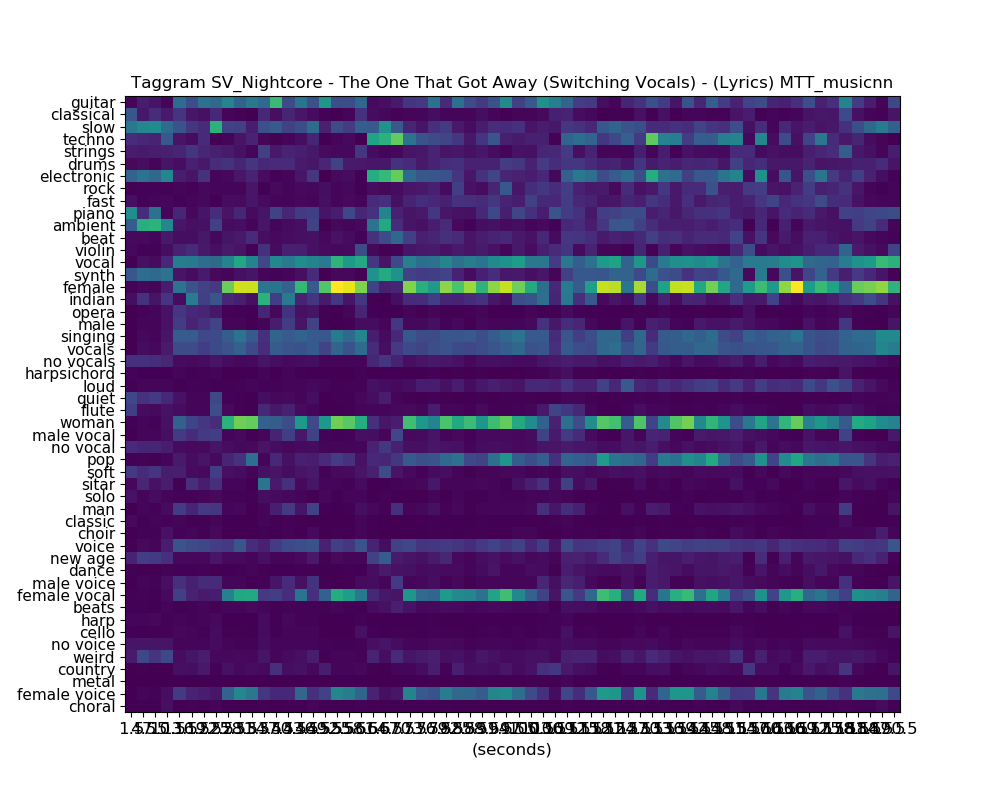 Taggram SV_Nightcore - The One That Got Away (Switching Vocals) - (Lyrics) MTT_musicnn
guitar
classical
slow
techno
strings
drums
electronic
rock
fast
piano
ambient
beat
violin
vocal
synth
female
indian
opera
male
singing
vocals
no vocals
harpsichord
loud
quiet
flute
woman
male vocal
no vocal
pop
soft
sitar
solo
man
classic
choir
voice
new age
dance
male voice
female vocal
beats
harp
cello
no voice
weird
country
metal
female voice
choral
(seconds)